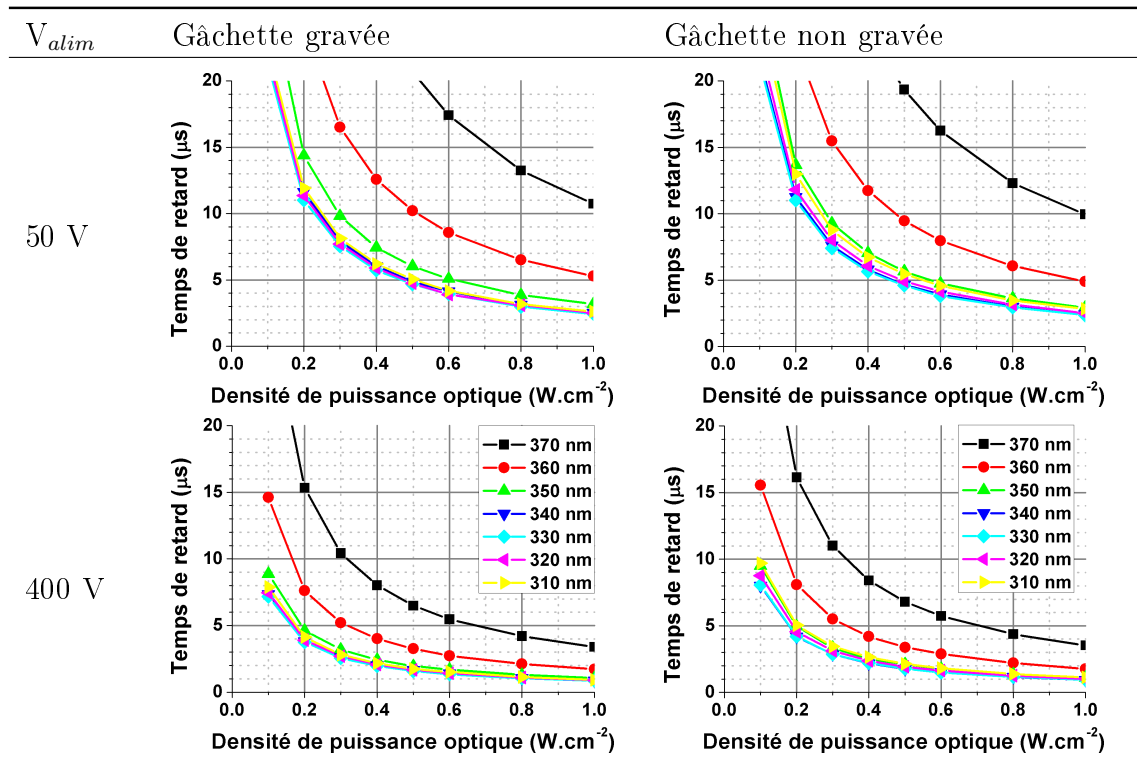 V_alim Gâchette gravée Gâchette non gravée
50 V
Temps de retard (µs)
20
15
10
5
0
0.0 0.2 0.4 0.6 0.8 1.0
Densité de puissance optique (W.cm⁻²)
Temps de retard (µs)
20
15
10
5
0
0.0 0.2 0.4 0.6 0.8 1.0
Densité de puissance optique (W.cm⁻²)
400 V
Temps de retard (µs)
20
15
10
5
0
370 nm
360 nm
350 nm
340 nm
330 nm
320 nm
310 nm
0.0 0.2 0.4 0.6 0.8 1.0
Densité de puissance optique (W.cm⁻²)
Temps de retard (µs)
20
15
10
5
0
370 nm
360 nm
350 nm
340 nm
330 nm
320 nm
310 nm
0.0 0.2 0.4 0.6 0.8 1.0
Densité de puissance optique (W.cm⁻²)